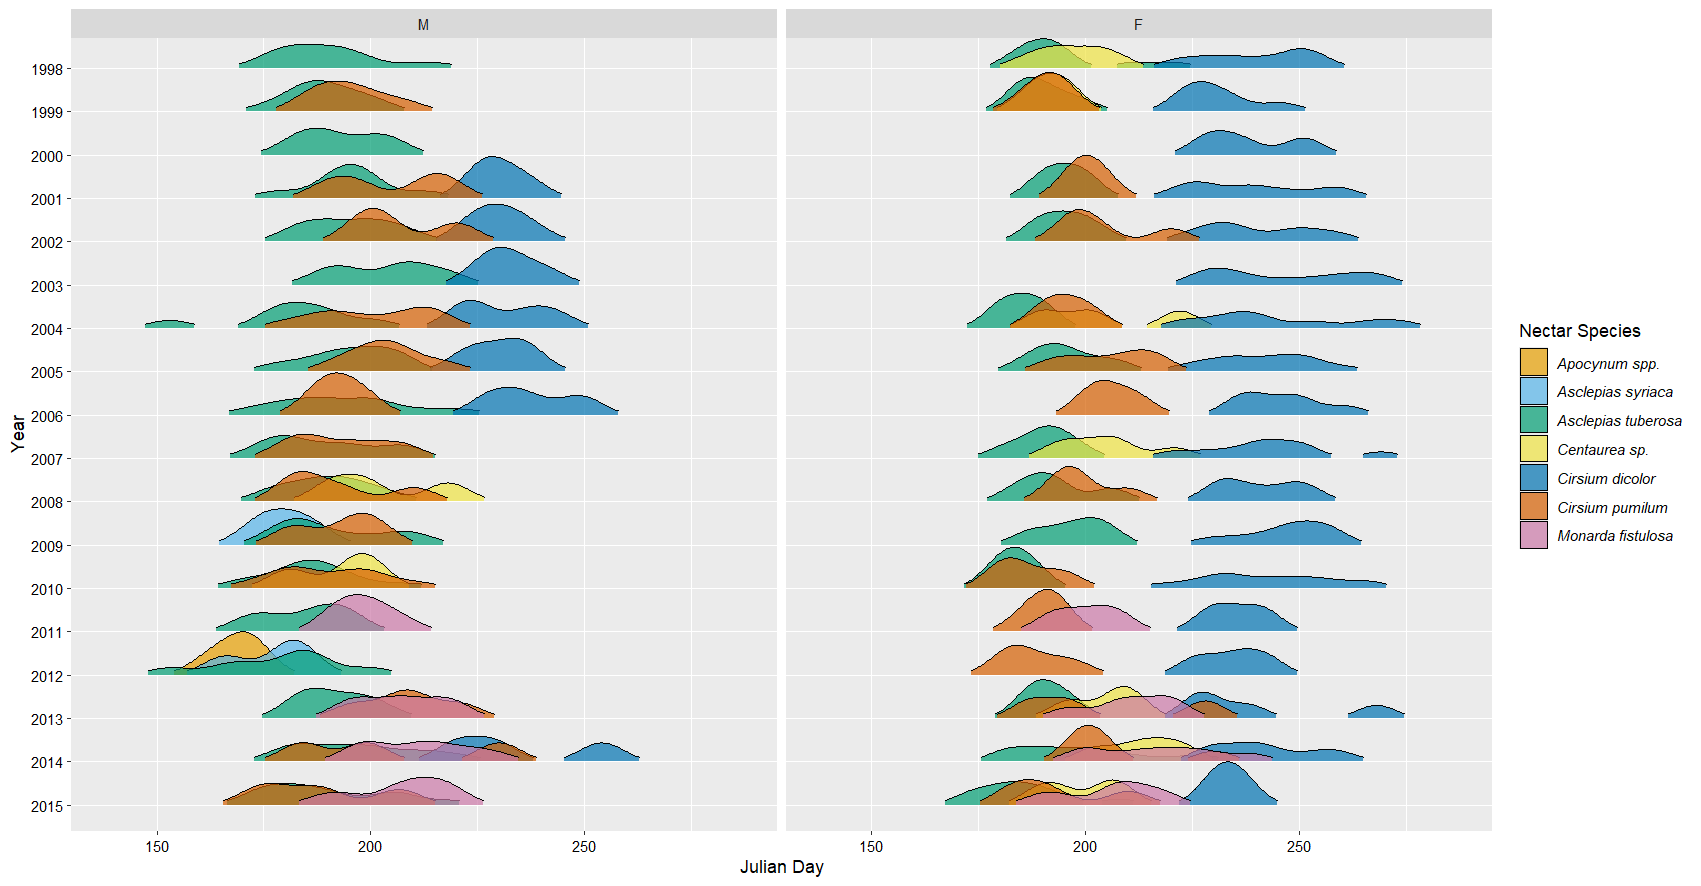 M F
1998
1999
2000
2001
2002
2003
2004
2005
2006
2007
2008
2009
2010
2011
2012
2013
2014
2015
Year
150 200 250 150 200 250
Julian Day
Nectar Species
Apocynum spp.
Asclepias syriaca
Asclepias tuberosa
Centaurea sp.
Cirsium dicolor
Cirsium pumilum
Monarda fistulosa